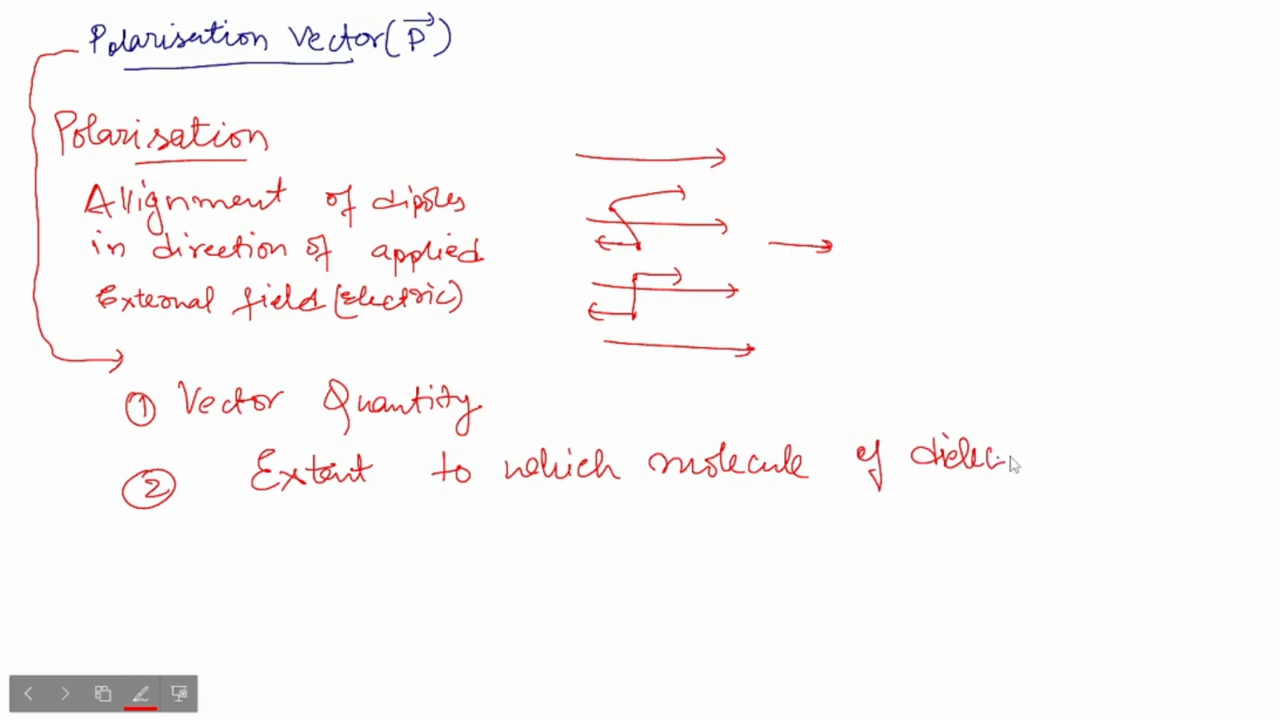 Polarisation Vector (P⃗)
Polarisation
Alignment of dipoles
in direction of applied
External field (Electric)
① Vector Quantity
② Extent to which molecule of dielec